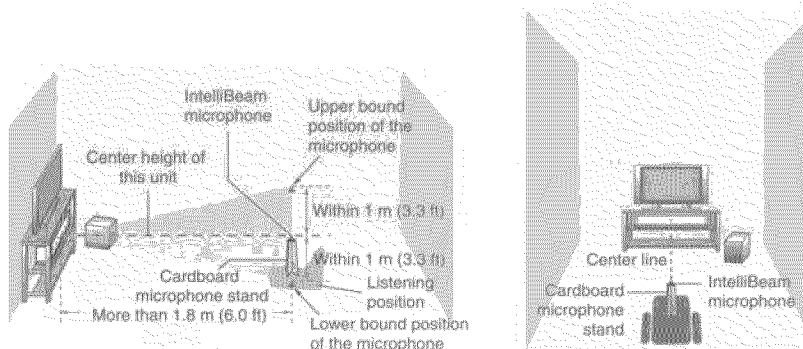 IntelliBeam
microphone
Upper bound
position of the
microphone
Center height of
this unit
Within 1 m (3.3 ft)
Within 1 m (3.3 ft)
Cardboard
microphone stand
Listening
position
More than 1.8 m (6.0 ft)
Lower bound position
of the microphone
Center line
Cardboard
microphone
stand
IntelliBeam
microphone